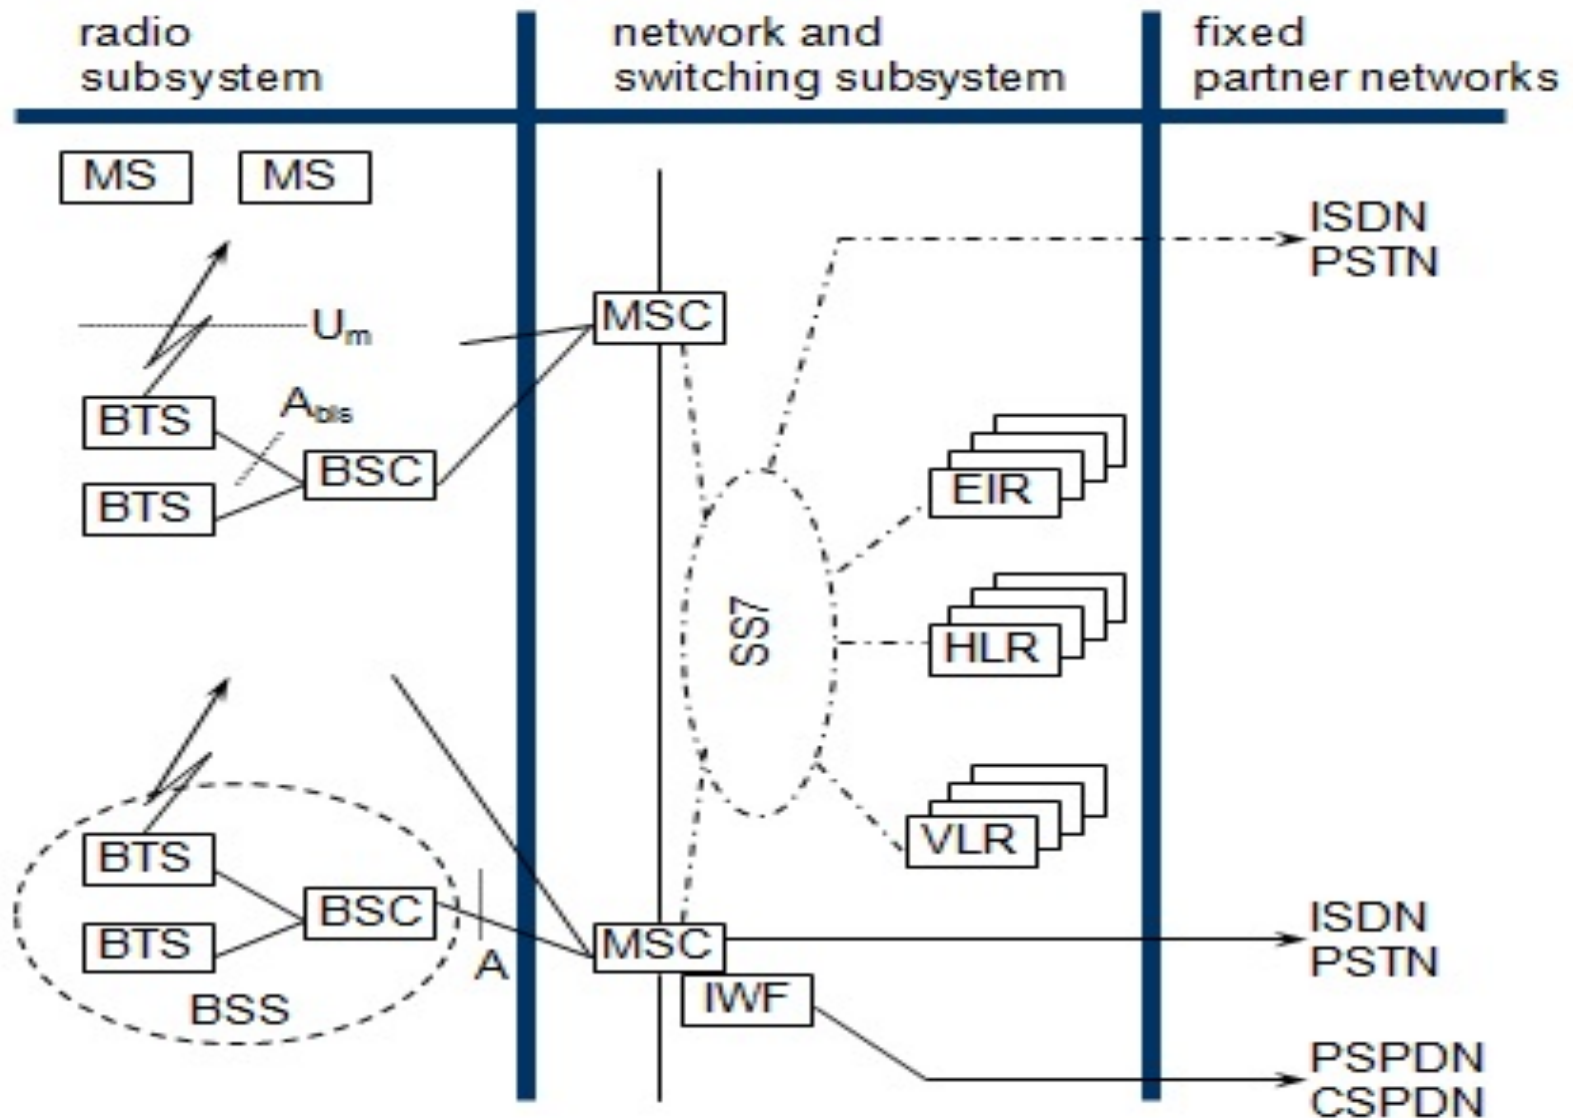 radio
subsystem
network and
switching subsystem
fixed
partner networks
MS
MS
ISDN
PSTN
MSC
Um
Abis
BTS
BSC
BTS
EIR
SS7
HLR
VLR
BTS
BSC
BTS
BSS
A
MSC
IWF
ISDN
PSTN
PSPDN
CSPDN